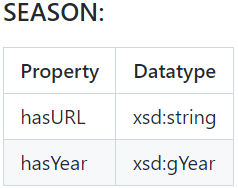 SEASON:
Property Datatype
hasURL xsd:string
hasYear xsd:gYear